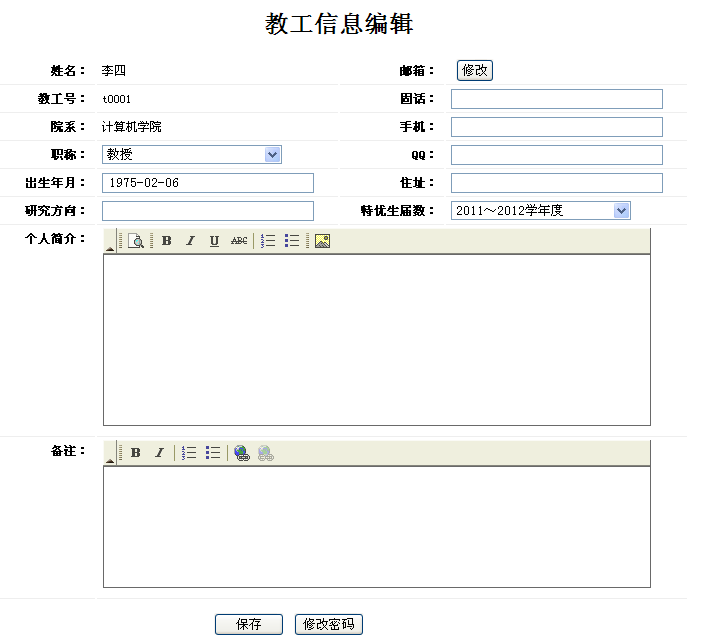 教工信息编辑
姓名： 李四 邮箱： 修改
教工号： t0001 固话：
院系： 计算机学院 手机：
职称： 教授 QQ：
出生年月： 1975-02-06 住址：
研究方向： 特优生届数： 2011～2012学年度
个人简介： B I U ABC
备注： B I
保存 修改密码